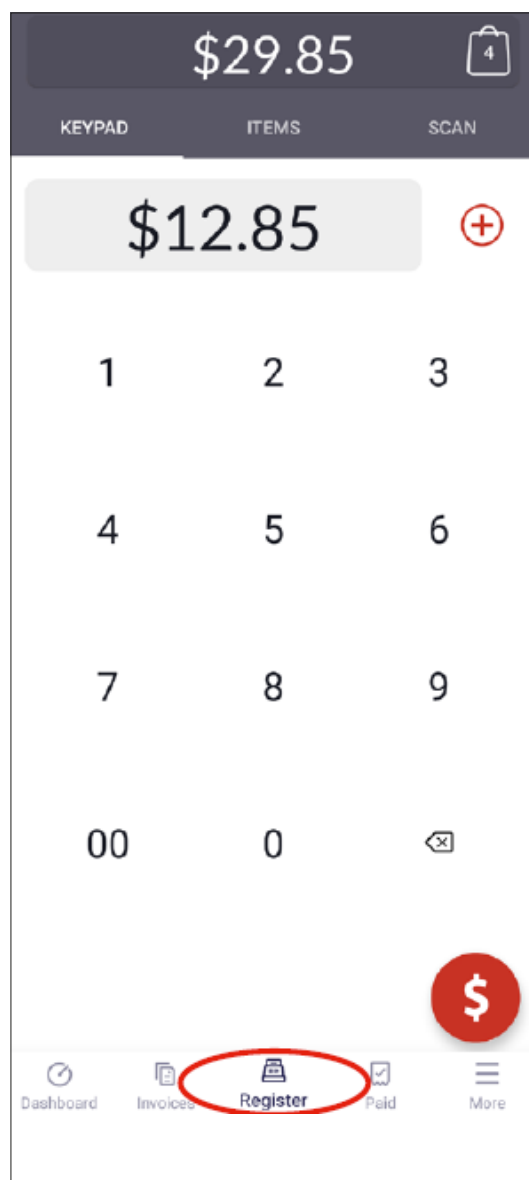 $29.85
4
KEYPAD ITEMS SCAN
$12.85
1 2 3
4 5 6
7 8 9
00 0
$
Dashboard Invoices Register Paid More